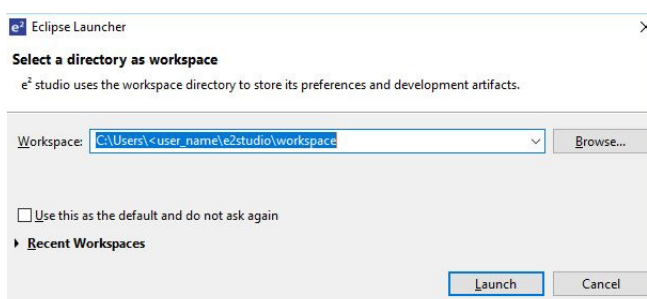 e² Eclipse Launcher
Select a directory as workspace
e² studio uses the workspace directory to store its preferences and development artifacts.
Workspace: C:\Users\<user_name\e2studio\workspace Browse...
Use this as the default and do not ask again
Recent Workspaces
Launch Cancel